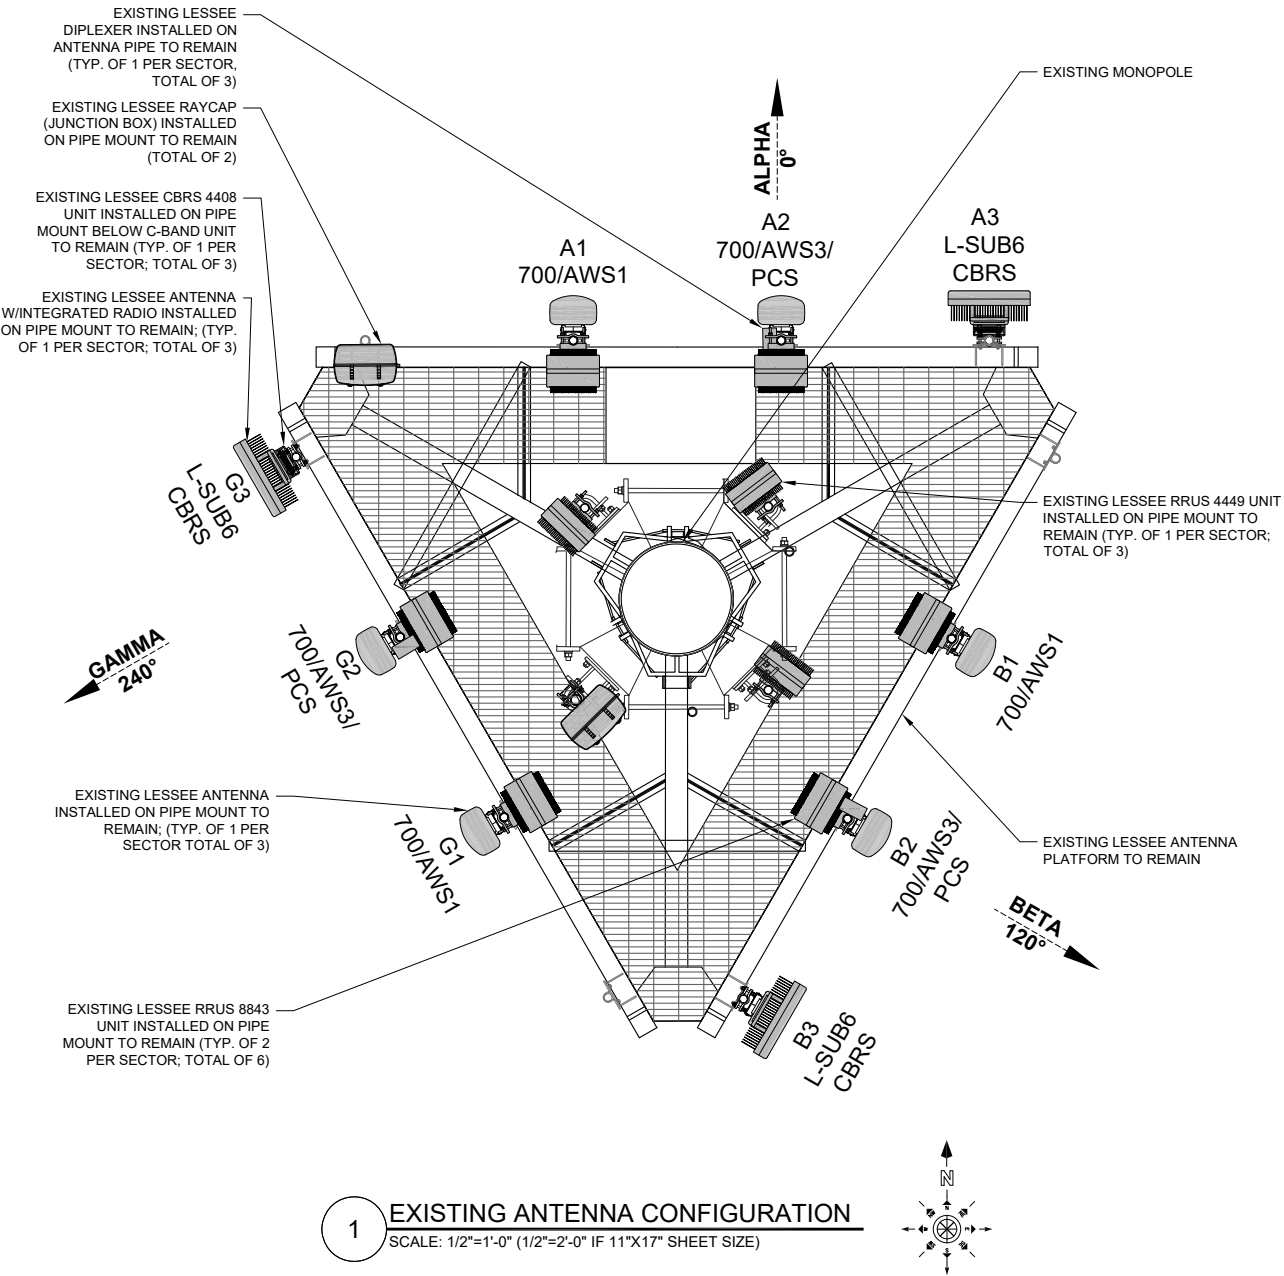 EXISTING LESSEE
DIPLEXER INSTALLED ON
ANTENNA PIPE TO REMAIN
(TYP. OF 1 PER SECTOR,
TOTAL OF 3)
EXISTING LESSEE RAYCAP
(JUNCTION BOX) INSTALLED
ON PIPE MOUNT TO REMAIN
(TOTAL OF 2)
EXISTING LESSEE CBRS 4408
UNIT INSTALLED ON PIPE
MOUNT BELOW C-BAND UNIT
TO REMAIN (TYP. OF 1 PER
SECTOR; TOTAL OF 3)
EXISTING LESSEE ANTENNA
W/INTEGRATED RADIO INSTALLED
ON PIPE MOUNT TO REMAIN; (TYP.
OF 1 PER SECTOR; TOTAL OF 3)
EXISTING MONOPOLE
ALPHA
0°
A1
700/AWS1
A2
700/AWS3/
PCS
A3
L-SUB6
CBRS
G3
L-SUB6
CBRS
EXISTING LESSEE RRUS 4449 UNIT
INSTALLED ON PIPE MOUNT TO
REMAIN (TYP. OF 1 PER SECTOR;
TOTAL OF 3)
GAMMA
240°
G2
700/AWS3/
PCS
B1
700/AWS1
EXISTING LESSEE ANTENNA
INSTALLED ON PIPE MOUNT TO
REMAIN; (TYP. OF 1 PER
SECTOR TOTAL OF 3)
G1
700/AWS1
B2
700/AWS3/
PCS
EXISTING LESSEE ANTENNA
PLATFORM TO REMAIN
BETA
120°
EXISTING LESSEE RRUS 8843
UNIT INSTALLED ON PIPE
MOUNT TO REMAIN (TYP. OF 2
PER SECTOR; TOTAL OF 6)
B3
L-SUB6
CBRS
1
EXISTING ANTENNA CONFIGURATION
SCALE: 1/2"=1'-0" (1/2"=2'-0" IF 11"X17" SHEET SIZE)
N